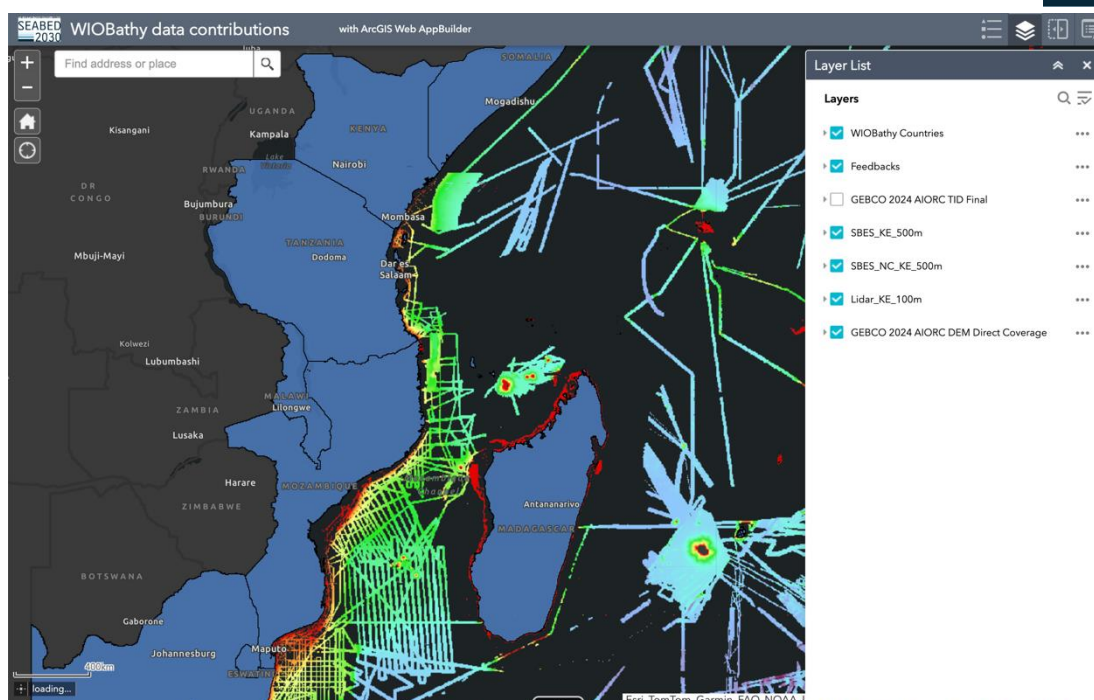 SEABED
2030
WIOBathy data contributions
with ArcGIS Web AppBuilder
Find address or place
Layer List
Layers
WIOBathy Countries
Feedbacks
GEBCO 2024 AIORC TID Final
SBES_KE_500m
SBES_NC_KE_500m
Lidar_KE_100m
GEBCO 2024 AIORC DEM Direct Coverage
SOMALIA
Mogadishu
UGANDA
Kampala
KENYA
Kisangani
Lake
Nairobi
RWANDA
DR
CONGO
Bujumbura
BURUNDI
Mombasa
TANZANIA
Dodoma
Mbuji-Mayi
Dar es
Salaam
Kolwezi
Lubumbashi
MALAWI
Lilongwe
ZAMBIA
Lusaka
Harare
MOZAMBIQUE
ZIMBABWE
Antananarivo
MADAGASCAR
BOTSWANA
Gaborone
Johannesburg
Maputo
ESWATINI
400km
loading...
Esri, TomTom, Garmin, FAO, NOAA